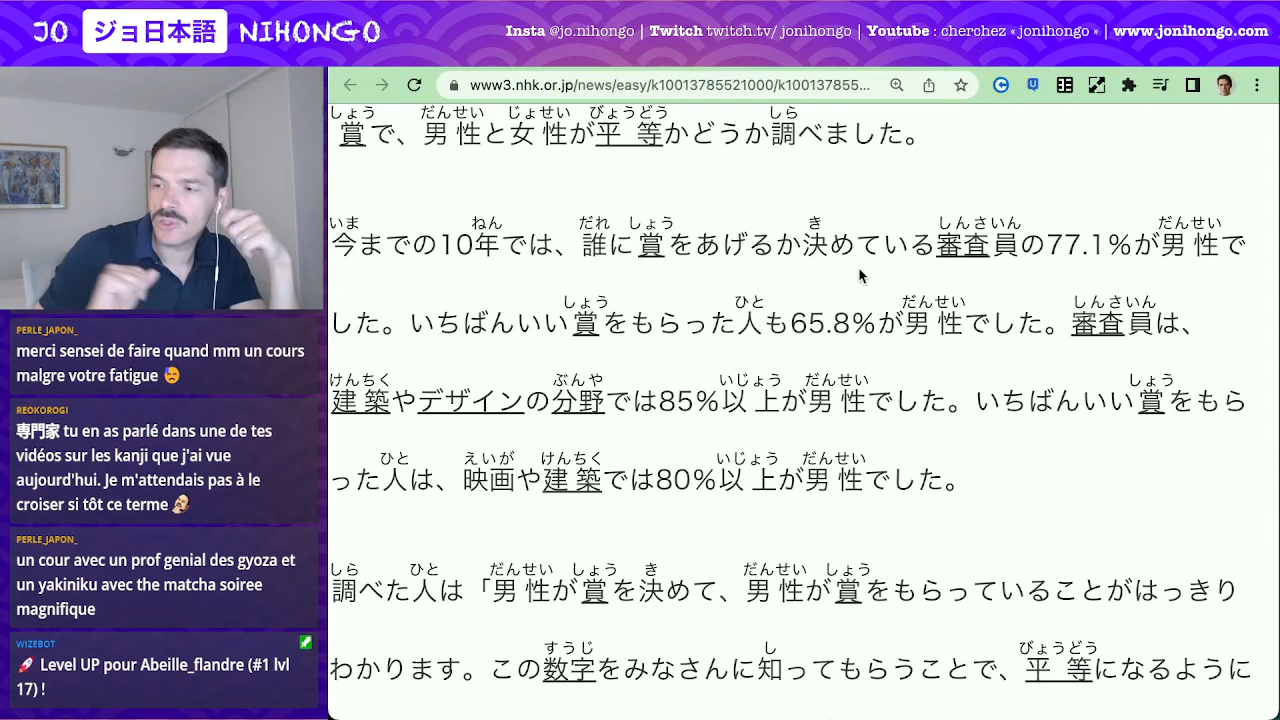 JO ジョ日本語 NIHONGO
Insta @jo.nihongo | Twitch twitch.tv/ jonihongo | Youtube : cherchez « jonihongo » | www.jonihongo.com
www3.nhk.or.jp/news/easy/k10013785521000/k100137855...
しょう だんせい じょせい びょうどう しら
賞で、男性と女性が平等かどうか調べました。
いま ねん だれ しょう き しんさいん だんせい
今までの10年では、誰に賞をあげるか決めている審査員の77.1%が男性で
しょう ひと だんせい しんさいん
した。いちばんいい賞をもらった人も65.8%が男性でした。審査員は、
けんちく ぶんや いじょう だんせい しょう
建築やデザインの分野では85%以上が男性でした。いちばんいい賞をもら
ひと えいが けんちく いじょう だんせい
った人は、映画や建築では80%以上が男性でした。
しら ひと だんせい しょう き だんせい しょう
調べた人は「男性が賞を決めて、男性が賞をもらっていることがはっきり
すうじ し びょうどう
わかります。この数字をみなさんに知ってもらうことで、平等になるように
PERLE_JAPON_
merci sensei de faire quand mm un cours
malgre votre fatigue
REOKOROGI
専門家 tu en as parlé dans une de tes
vidéos sur les kanji que j'ai vue
aujourd'hui. Je m'attendais pas à le
croiser si tôt ce terme
PERLE_JAPON_
un cour avec un prof genial des gyoza et
un yakiniku avec the matcha soiree
magnifique
WIZEBOT
Level UP pour Abeille_flandre (#1 lvl
17) !